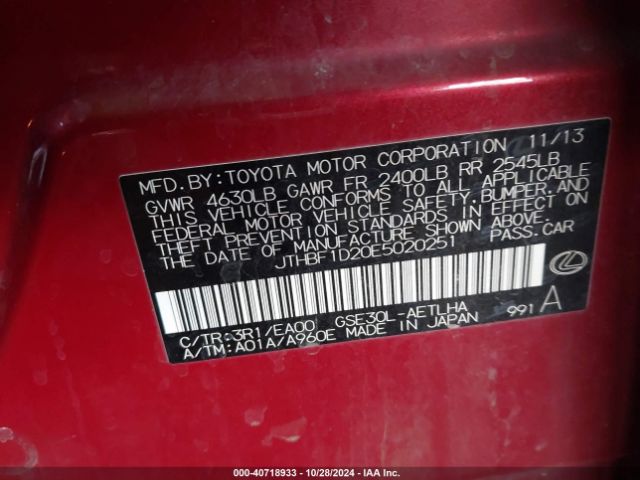 MFD.BY:TOYOTA MOTOR CORPORATION 11/13
GVWR 4630LB GAWR FR 2400LB RR 2545LB
THIS VEHICLE CONFORMS TO ALL APPLICABLE
FEDERAL MOTOR VEHICLE SAFETY,BUMPER,AND
THEFT PREVENTION STANDARDS IN EFFECT ON
THE DATE OF MANUFACTURE SHOWN ABOVE.
JTHBF1D20E5020251 PASS.CAR
C/TR:3R1/EA00 GSE30L-AETLHA 991 A
A/TM:A01A/A960E MADE IN JAPAN
000-40718933 - 10/28/2024 - IAA Inc.